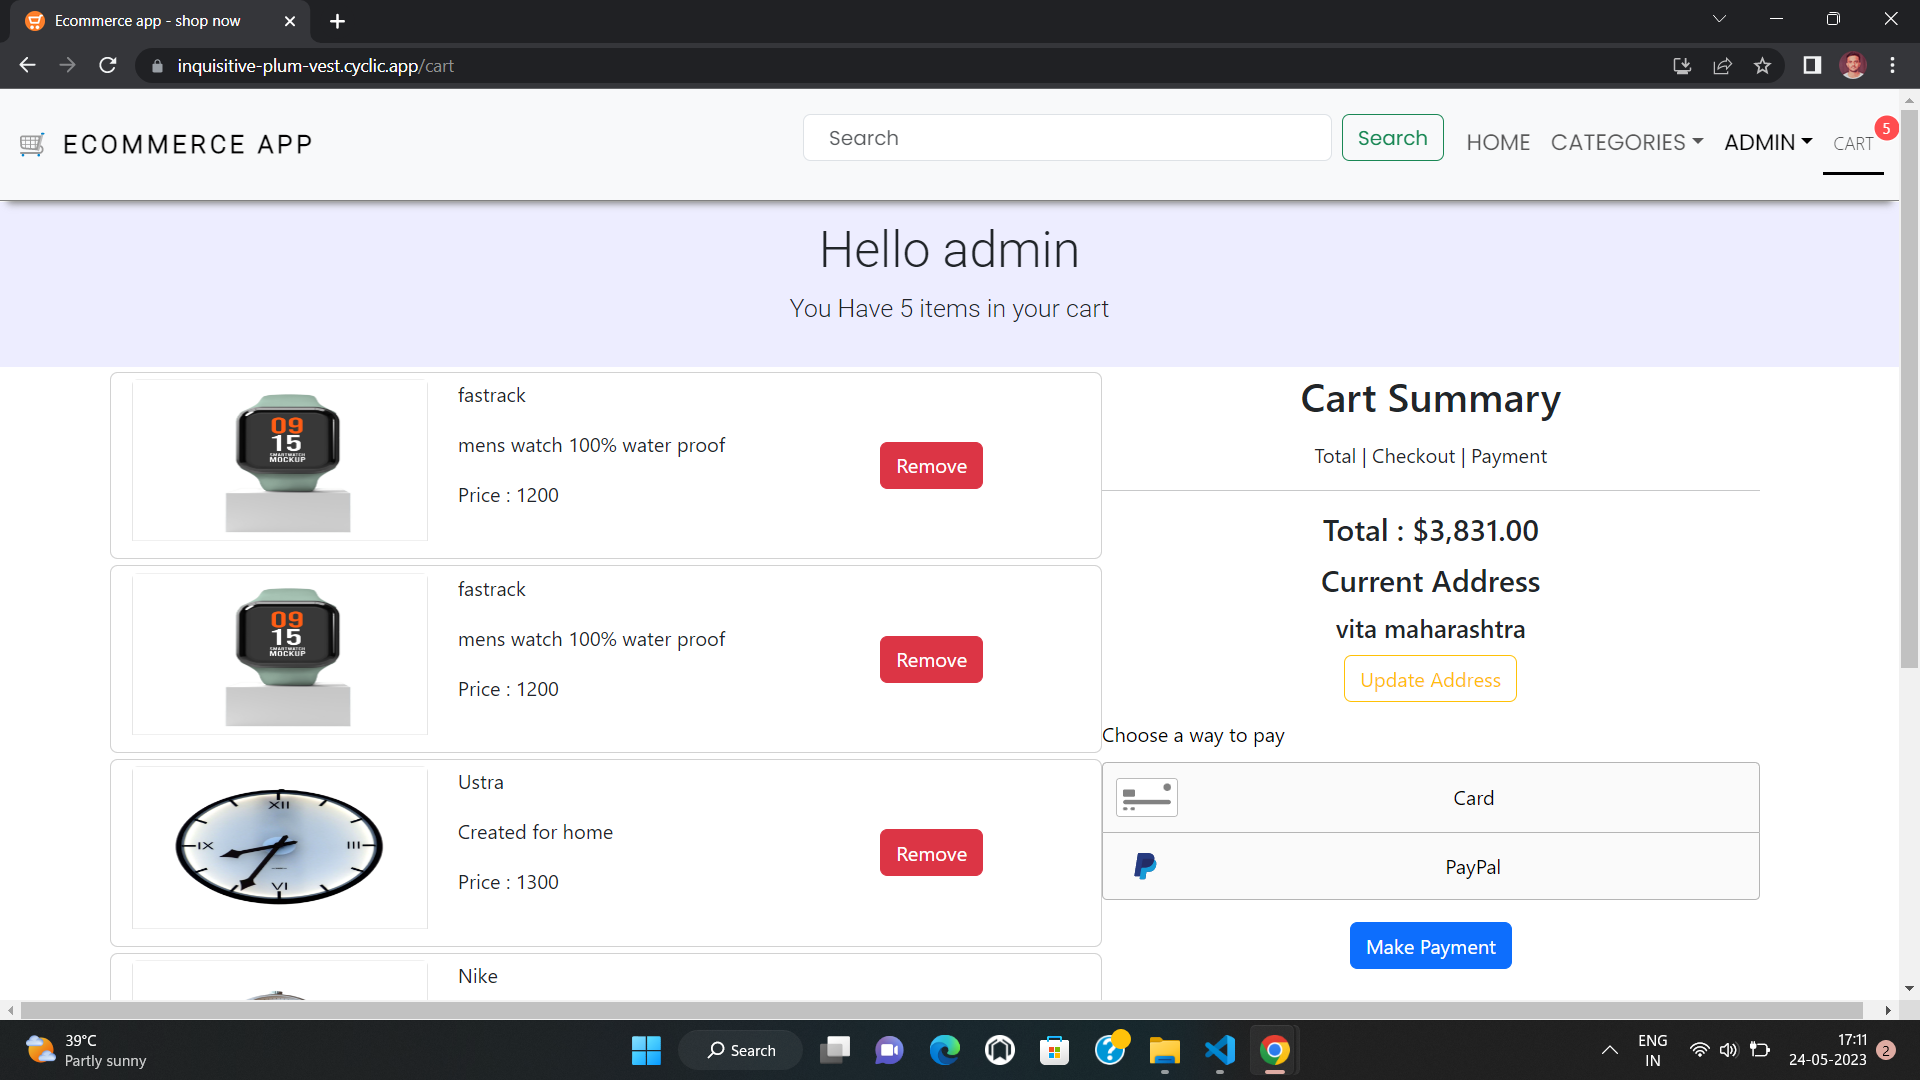 Ecommerce app - shop now
inquisitive-plum-vest.cyclic.app/cart
ECOMMERCE APP
Search
Search
HOME
CATEGORIES
ADMIN
CART
5
Hello admin
You Have 5 items in your cart
09
15
SMARTWATCH
MOCKUP
fastrack
mens watch 100% water proof
Price : 1200
Remove
09
15
SMARTWATCH
MOCKUP
fastrack
mens watch 100% water proof
Price : 1200
Remove
XII
IX
III
VI
Ustra
Created for home
Price : 1300
Remove
Nike
Cart Summary
Total | Checkout | Payment
Total : $3,831.00
Current Address
vita maharashtra
Update Address
Choose a way to pay
Card
PayPal
Make Payment
39°C
Partly sunny
Search
ENG
IN
17:11
24-05-2023
2